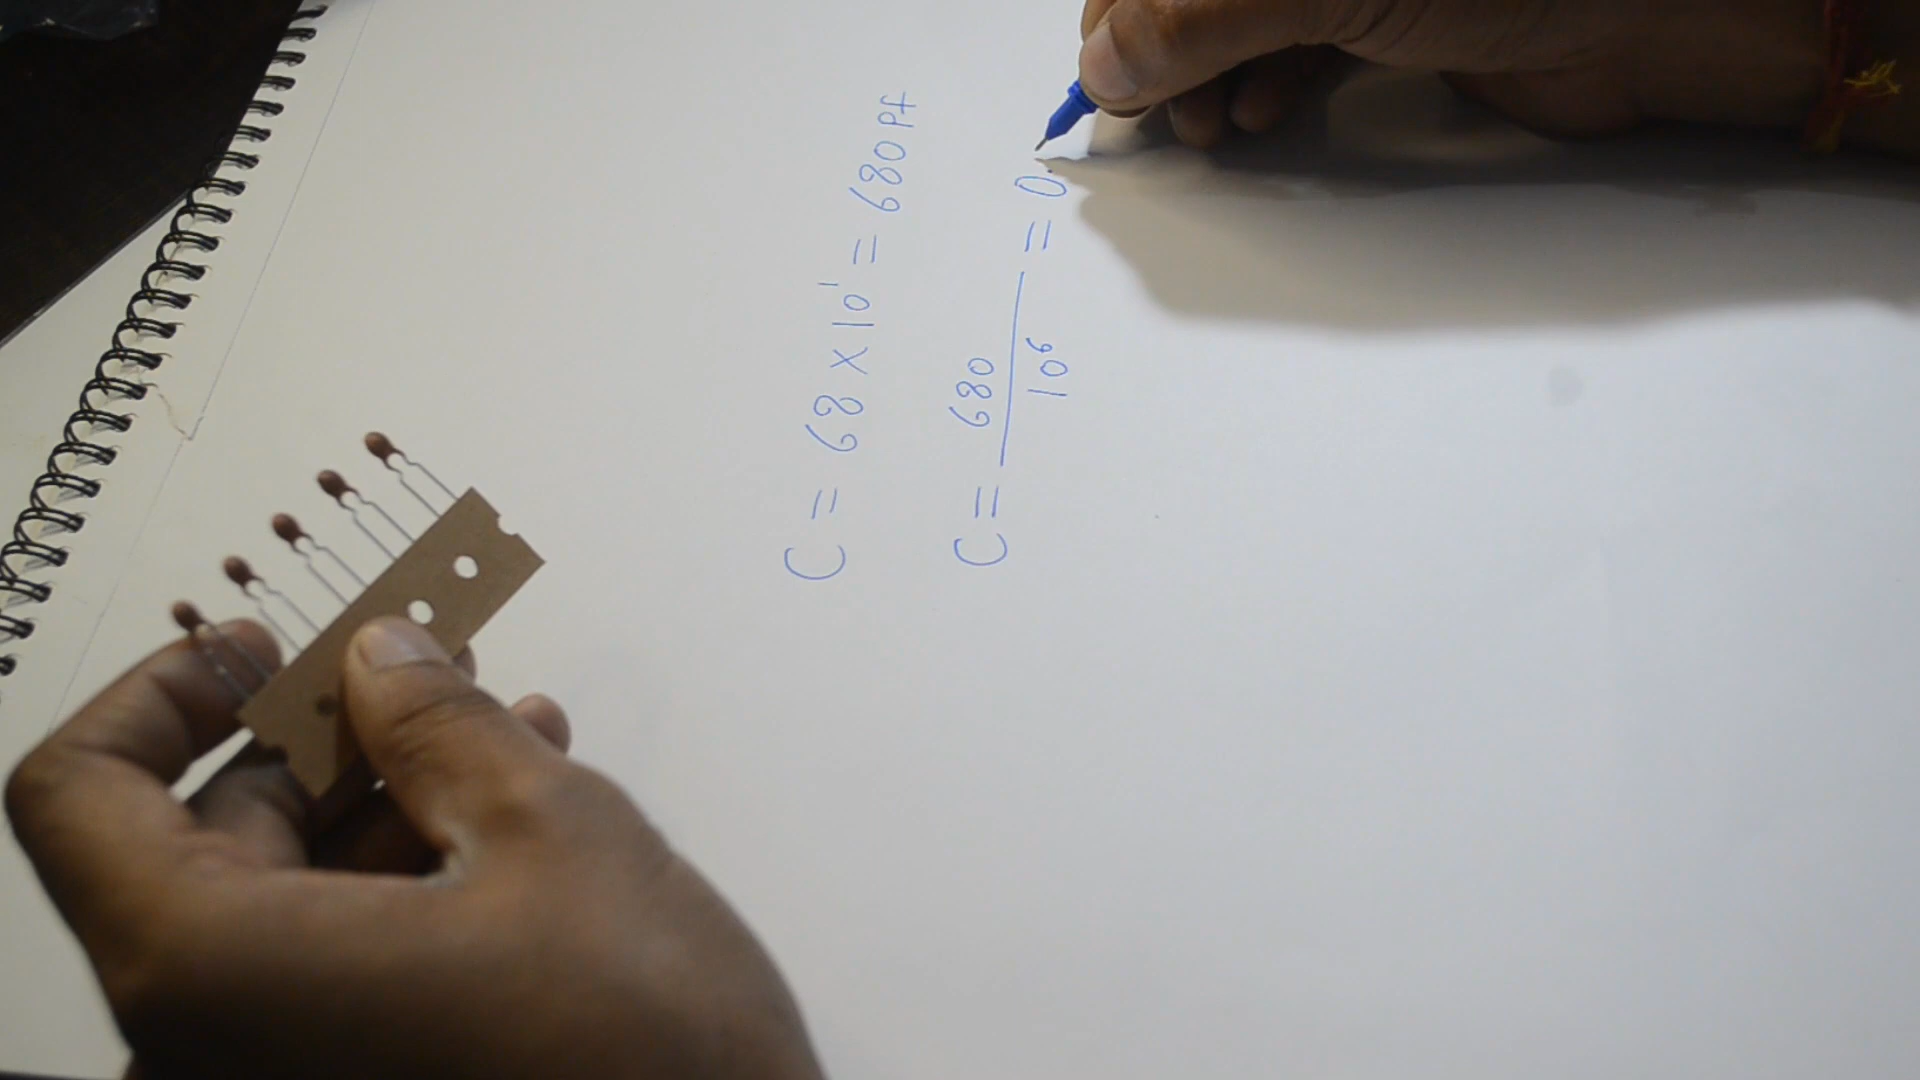 C = 68 × 10¹ = 680 Pf
C = 680/10⁶ = 0.